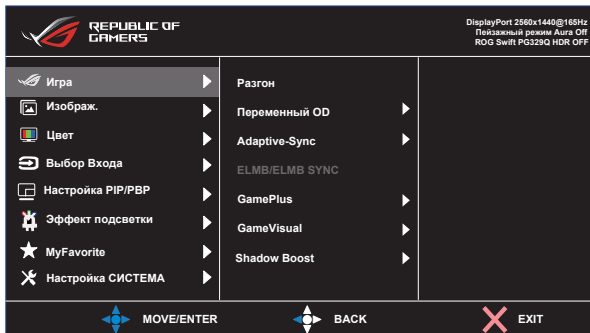 REPUBLIC OF
GAMERS
DisplayPort 2560x1440@165Hz
Пейзажный режим Aura Off
ROG Swift PG329Q HDR OFF
Игра
Изображ.
Цвет
Выбор Входа
Настройка PIP/PBP
Эффект подсветки
MyFavorite
Настройка СИСТЕМА
Разгон
Переменный OD
Adaptive-Sync
ELMB/ELMB SYNC
GamePlus
GameVisual
Shadow Boost
MOVE/ENTER
BACK
EXIT